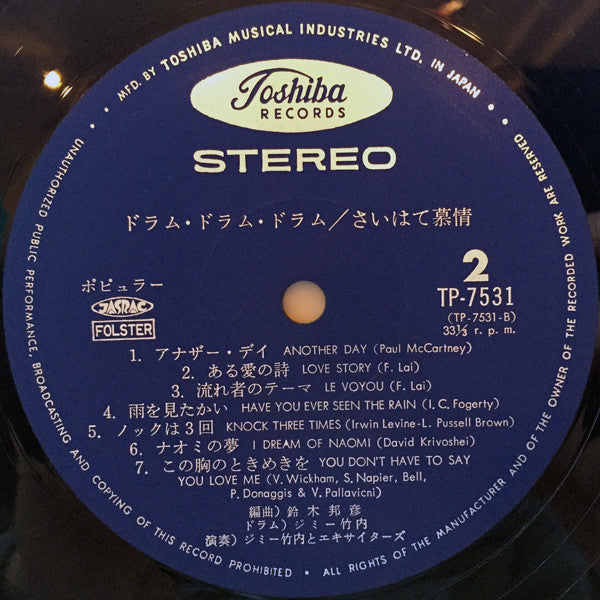 MFD. BY TOSHIBA MUSICAL INDUSTRIES LTD. IN JAPAN • ALL RIGHTS OF THE MANUFACTURER AND OF THE OWNER OF THE RECORDED WORK ARE RESERVED
UNAUTHORIZED PUBLIC PERFORMANCE, BROADCASTING AND COPYING OF THIS RECORD PROHIBITED •
Toshiba
RECORDS
STEREO
ドラム・ドラム・ドラム/さいはて慕情
ポピュラー
JASRAC
FOLSTER
2
TP-7531
(TP-7531-B)
33⅓ r. p. m.
1. アナザー・デイ ANOTHER DAY (Paul McCartney)
2. ある愛の詩 LOVE STORY (F. Lai)
3. 流れ者のテーマ LE VOYOU (F. Lai)
4. 雨を見たかい HAVE YOU EVER SEEN THE RAIN (I. C. Fogerty)
5. ノックは3回 KNOCK THREE TIMES (Irwin Levine-L. Pussell Brown)
6. ナオミの夢 I DREAM OF NAOMI (David Krivoshei)
7. この胸のときめきを YOU DON'T HAVE TO SAY
YOU LOVE ME (V. Wickham, S. Napier, Bell,
P. Donaggis & V. Pallavicni)
編曲)鈴木邦彦
ドラム)ジミー竹内
演奏)ジミー竹内とエキサイターズ